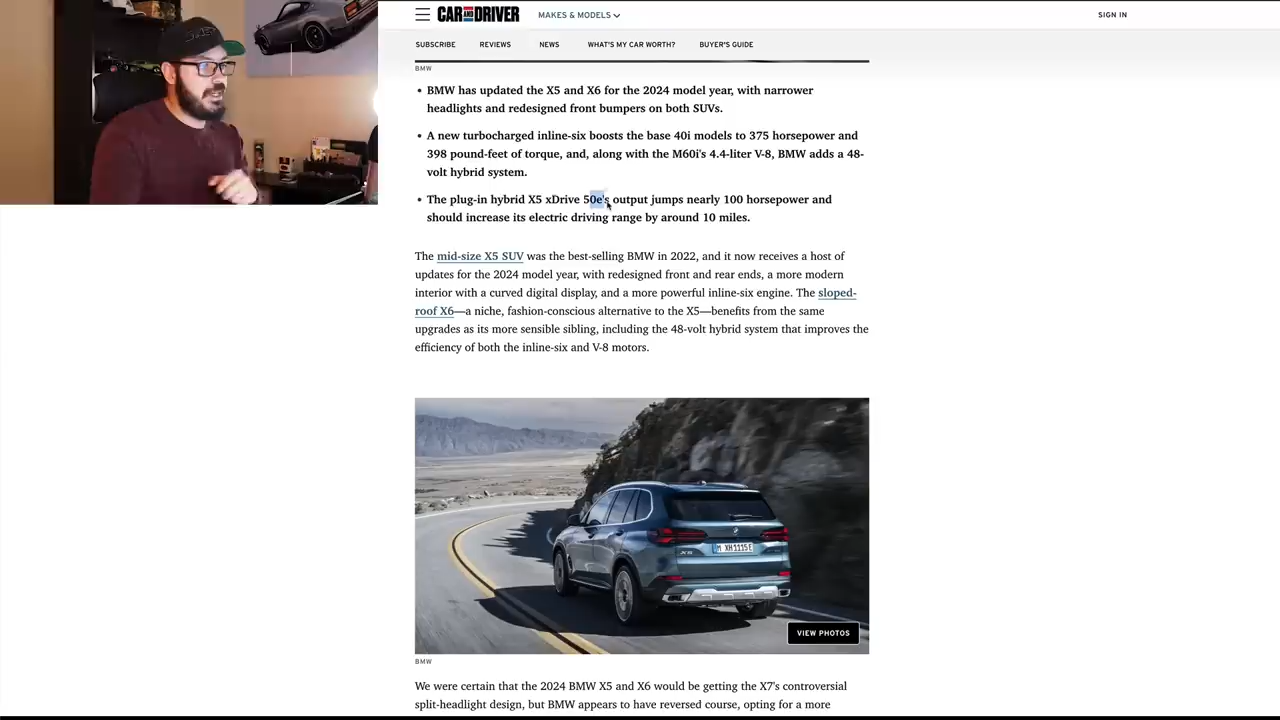 CAR AND DRIVER
MAKES & MODELS
SIGN IN
SUBSCRIBE
REVIEWS
NEWS
WHAT'S MY CAR WORTH?
BUYER'S GUIDE
BMW
• BMW has updated the X5 and X6 for the 2024 model year, with narrower
headlights and redesigned front bumpers on both SUVs.
• A new turbocharged inline-six boosts the base 40i models to 375 horsepower and
398 pound-feet of torque, and, along with the M60i's 4.4-liter V-8, BMW adds a 48-
volt hybrid system.
• The plug-in hybrid X5 xDrive 50e's output jumps nearly 100 horsepower and
should increase its electric driving range by around 10 miles.
The mid-size X5 SUV was the best-selling BMW in 2022, and it now receives a host of
updates for the 2024 model year, with redesigned front and rear ends, a more modern
interior with a curved digital display, and a more powerful inline-six engine. The sloped-
roof X6—a niche, fashion-conscious alternative to the X5—benefits from the same
upgrades as its more sensible sibling, including the 48-volt hybrid system that improves the
efficiency of both the inline-six and V-8 motors.
X5
M XH1115E
VIEW PHOTOS
BMW
We were certain that the 2024 BMW X5 and X6 would be getting the X7's controversial
split-headlight design, but BMW appears to have reversed course, opting for a more